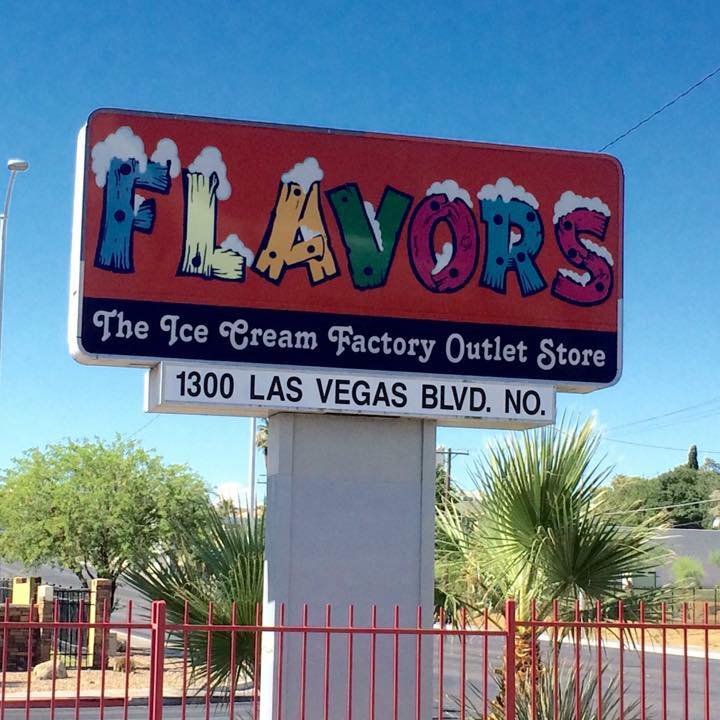 FLAVORS
The Ice Cream Factory Outlet Store
1300 LAS VEGAS BLVD. NO.